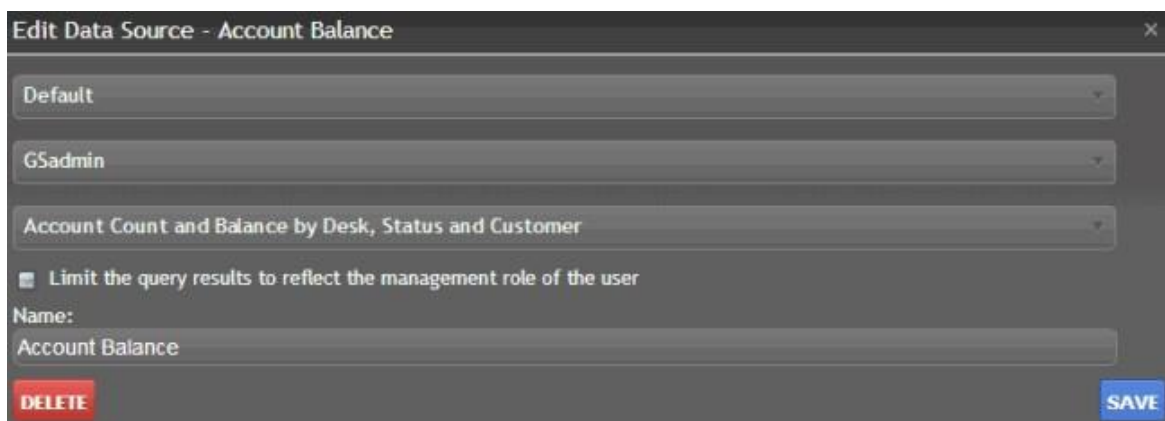 Edit Data Source - Account Balance
Default
GSadmin
Account Count and Balance by Desk, Status and Customer
Limit the query results to reflect the management role of the user
Name:
Account Balance
DELETE
SAVE